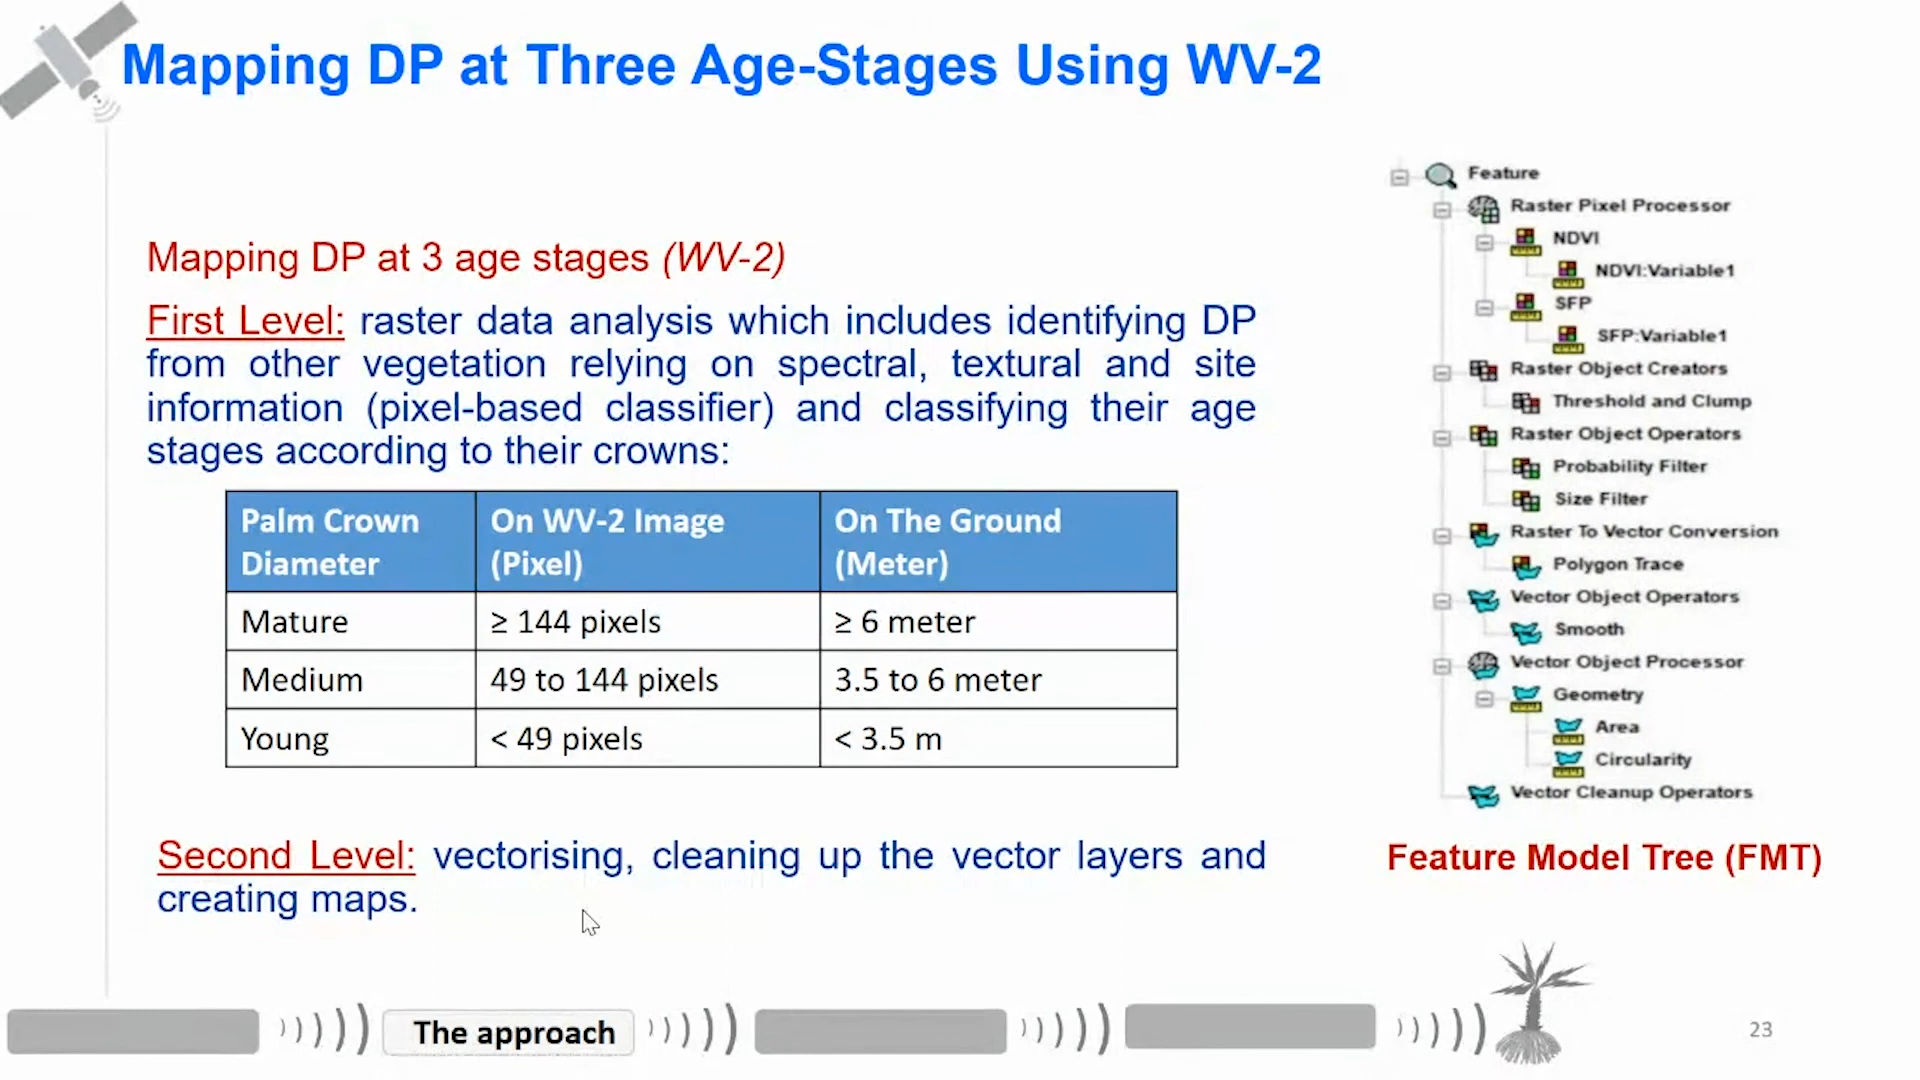 Mapping DP at Three Age-Stages Using WV-2
Mapping DP at 3 age stages (WV-2)
First Level: raster data analysis which includes identifying DP
from other vegetation relying on spectral, textural and site
information (pixel-based classifier) and classifying their age
stages according to their crowns:
Palm Crown Diameter On WV-2 Image (Pixel) On The Ground (Meter)
Mature ≥ 144 pixels ≥ 6 meter
Medium 49 to 144 pixels 3.5 to 6 meter
Young < 49 pixels < 3.5 m
Second Level: vectorising, cleaning up the vector layers and
creating maps.
Feature
Raster Pixel Processor
NDVI
NDVI:Variable1
SFP
SFP:Variable1
Raster Object Creators
Threshold and Clump
Raster Object Operators
Probability Filter
Size Filter
Raster To Vector Conversion
Polygon Trace
Vector Object Operators
Smooth
Vector Object Processor
Geometry
Area
Circularity
Vector Cleanup Operators
Feature Model Tree (FMT)
The approach
23